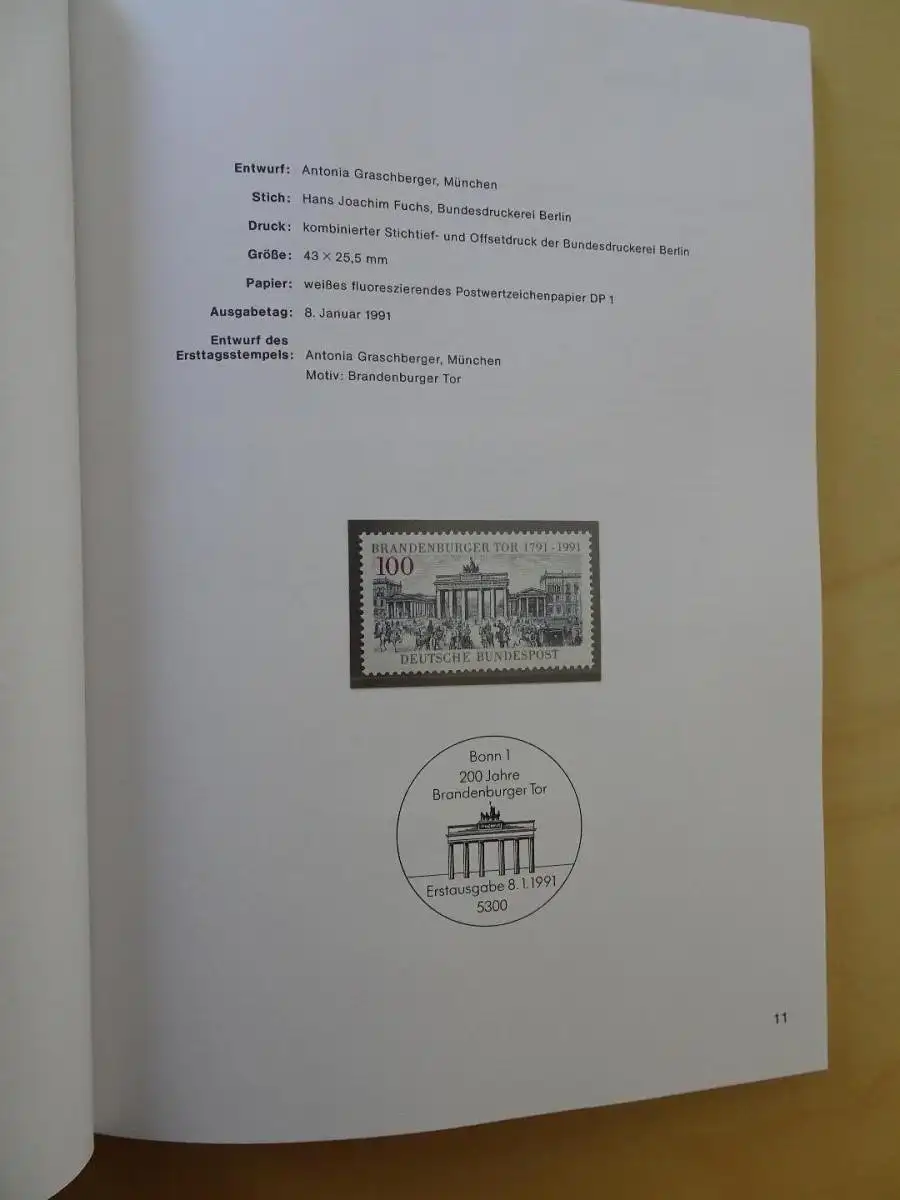 Entwurf: Antonia Graschberger, München
Stich: Hans Joachim Fuchs, Bundesdruckerei Berlin
Druck: kombinierter Stichtief- und Offsetdruck der Bundesdruckerei Berlin
Größe: 43 × 25,5 mm
Papier: weißes fluoreszierendes Postwertzeichenpapier DP 1
Ausgabetag: 8. Januar 1991
Entwurf des
Ersttagsstempels: Antonia Graschberger, München
Motiv: Brandenburger Tor
BRANDENBURGER TOR 1791 - 1991
100
DEUTSCHE BUNDESPOST
Bonn 1
200 Jahre
Brandenburger Tor
Erstausgabe 8.1.1991
5300
11